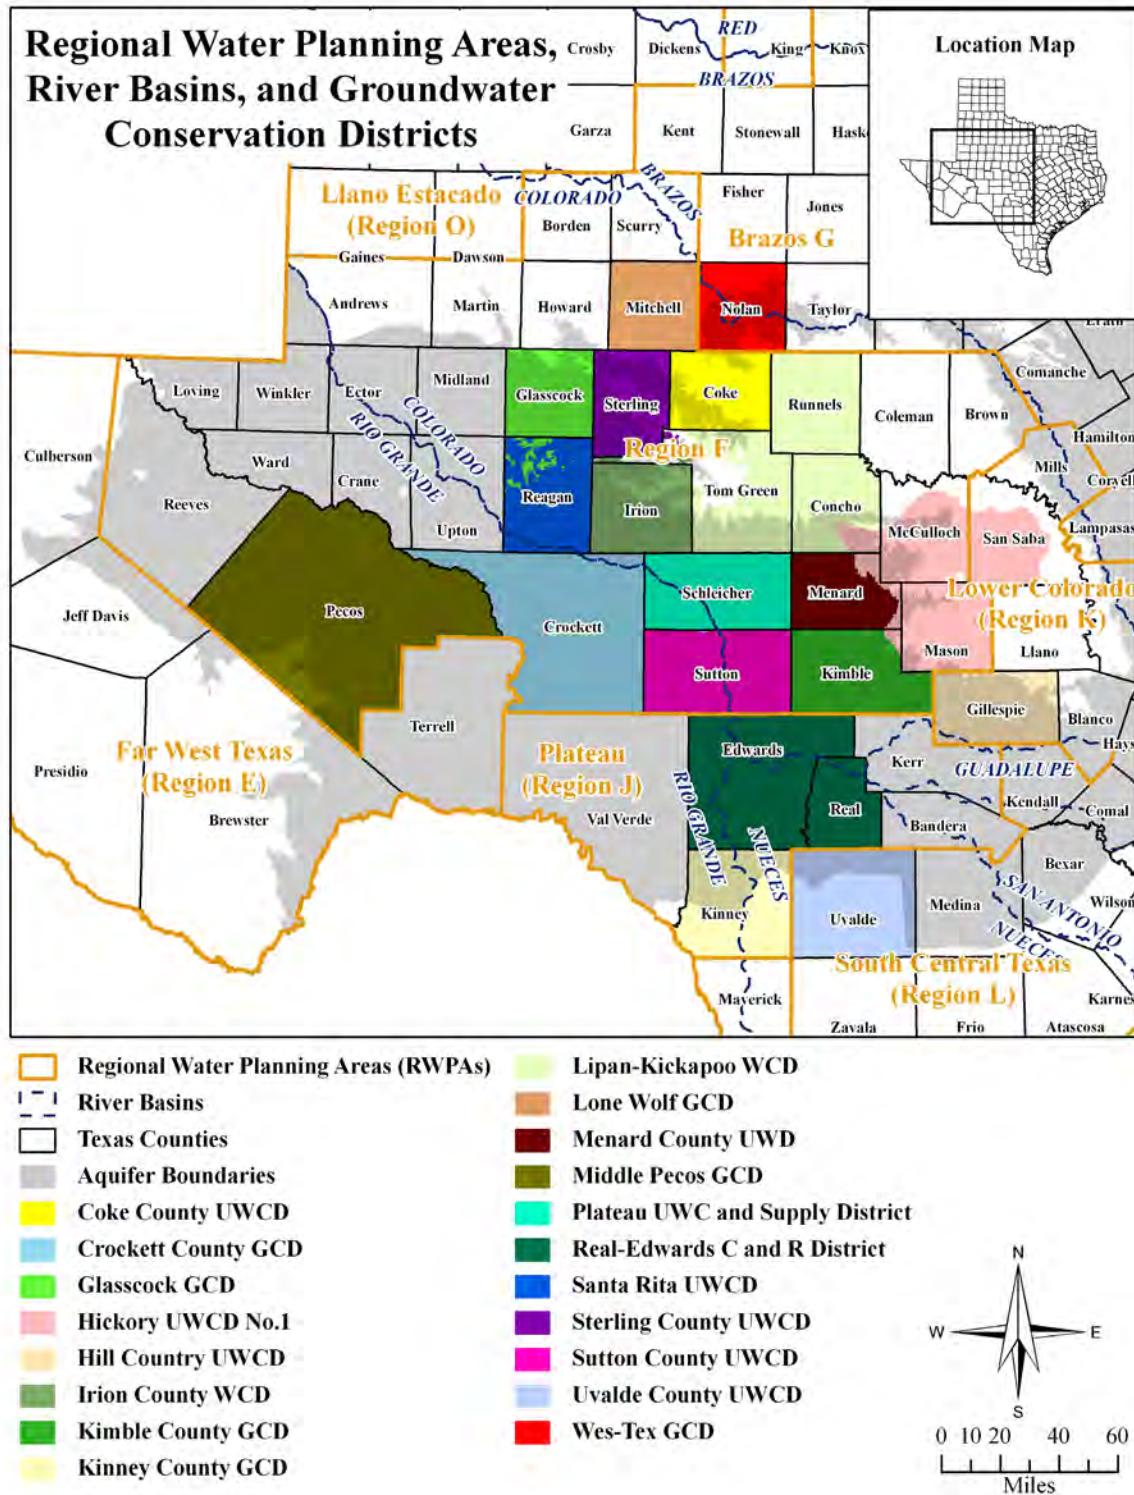 Regional Water Planning Areas,
River Basins, and Groundwater
Conservation Districts
Location Map
Crosby
Dickens
RED
King
Knox
BRAZOS
Garza
Kent
Stonewall
Hask
Llano Estacado
(Region O)
COLORADO
BRAZOS
Borden
Scurry
Fisher
Jones
Brazos G
Gaines
Dawson
Andrews
Martin
Howard
Mitchell
Nolan
Taylor
Erath
Comanche
Loving
Winkler
Ector
Midland
Glasscock
Sterling
Coke
Runnels
Coleman
Brown
COLORADO
RIO GRANDE
Region F
Hamilton
Culberson
Ward
Crane
Reeves
Upton
Reagan
Irion
Tom Green
Concho
McCulloch
San Saba
Mills
Coryell
Lampasas
Jeff Davis
Pecos
Crockett
Schleicher
Menard
Lower Colorado
(Region K)
Mason
Llano
Sutton
Kimble
Terrell
Gillespie
Blanco
Hays
Presidio
Far West Texas
(Region E)
Brewster
Plateau
(Region J)
Val Verde
Edwards
Real
Kerr
GUADALUPE
Kendall
Comal
Bandera
RIO GRANDE
NUECES
Bexar
Kinney
Uvalde
Medina
SAN ANTONIO
NUECES
Wilson
South Central Texas
(Region L)
Maverick
Zavala
Frio
Atascosa
Karnes
Regional Water Planning Areas (RWPAs)
River Basins
Texas Counties
Aquifer Boundaries
Coke County UWCD
Crockett County GCD
Glasscock GCD
Hickory UWCD No.1
Hill Country UWCD
Irion County WCD
Kimble County GCD
Kinney County GCD
Lipan-Kickapoo WCD
Lone Wolf GCD
Menard County UWD
Middle Pecos GCD
Plateau UWC and Supply District
Real-Edwards C and R District
Santa Rita UWCD
Sterling County UWCD
Sutton County UWCD
Uvalde County UWCD
Wes-Tex GCD
N
W E
S
0 10 20 40 60
Miles